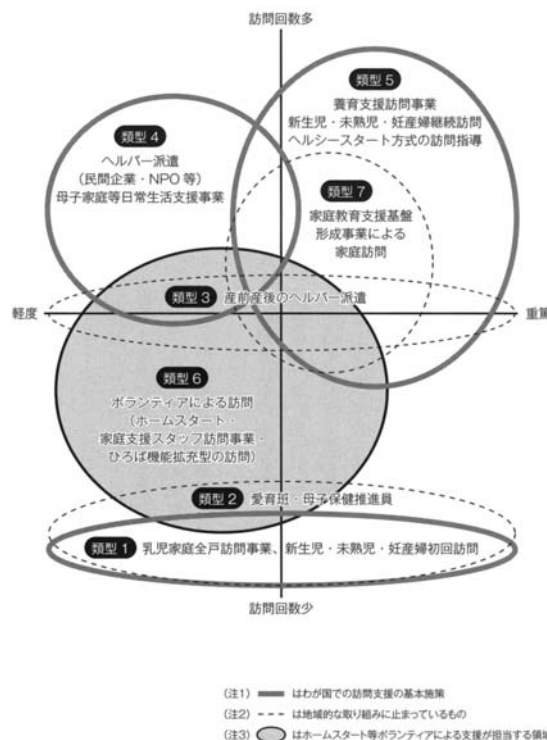 訪問回数多
類型5
養育支援訪問事業
新生児・未熟児・妊産婦継続訪問
ヘルシースタート方式の訪問指導
類型4
ヘルパー派遣
(民間企業・NPO等)
母子家庭等日常生活支援事業
類型7
家庭教育支援基盤
形成事業による
家庭訪問
類型3 産前産後のヘルパー派遣
軽度
重篤
類型6
ボランティアによる訪問
(ホームスタート・
家庭支援スタッフ訪問事業・
ひろば機能拡充型の訪問)
類型2 愛育班・母子保健推進員
類型1 乳児家庭全戸訪問事業、新生児・未熟児・妊産婦初回訪問
訪問回数少
(注1) はわが国での訪問支援の基本施策
(注2) は地域的な取り組みに止まっているもの
(注3) はホームスタート等ボランティアによる支援が担当する領域